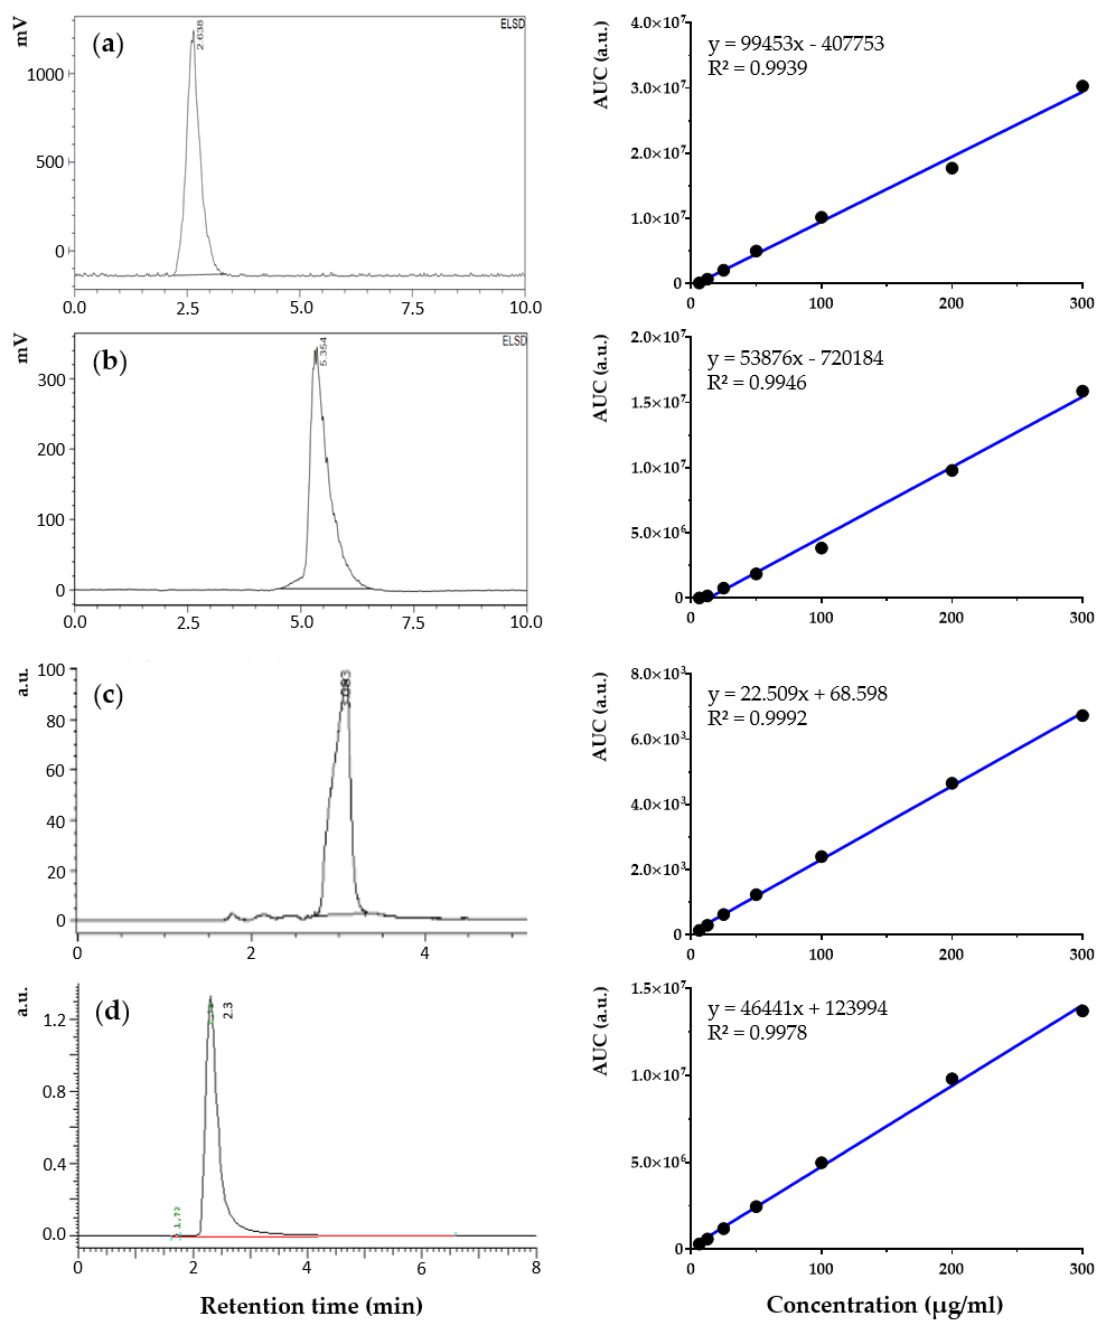 mV
(a)
2.638
ELSD
1000
500
0
0.0 2.5 5.0 7.5 10.0
AUC (a.u.)
y = 99453x - 407753
R² = 0.9939
4.0×10⁷
3.0×10⁷
2.0×10⁷
1.0×10⁷
0
0 100 200 300
mV
(b)
5.354
ELSD
300
200
100
0
0.0 2.5 5.0 7.5 10.0
AUC (a.u.)
y = 53876x - 720184
R² = 0.9946
2.0×10⁷
1.5×10⁷
1.0×10⁷
5.0×10⁶
0
0 100 200 300
a.u.
(c)
3.083
100
80
60
40
20
0
0 2 4
AUC (a.u.)
y = 22.509x + 68.598
R² = 0.9992
8.0×10³
6.0×10³
4.0×10³
2.0×10³
0
0 100 200 300
a.u.
(d)
2.3
1.2
0.8
0.4
0.0
0 2 4 6 8
Retention time (min)
AUC (a.u.)
y = 46441x + 123994
R² = 0.9978
1.5×10⁷
1.0×10⁷
5.0×10⁶
0
0 100 200 300
Concentration (µg/ml)